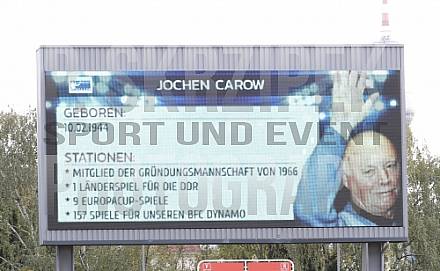 JOCHEN CAROW
GEBOREN:
10.02.1944
SPORT UND EVENT
STATIONEN:
* MITGLIED DER GRÜNDUNGSMANNSCHAFT VON 1966
* 1 LÄNDERSPIEL FÜR DIE DDR
* 9 EUROPACUP-SPIELE
* 157 SPIELE FÜR UNSEREN BFC DYNAMO